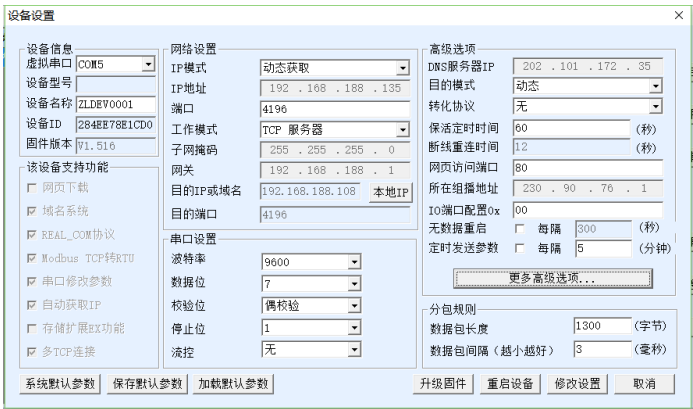 设备设置
设备信息
虚拟串口 COM5
设备型号
设备名称 ZLDEV0001
设备ID 284EE78E1CD0
固件版本 V1.516
该设备支持功能
网页下载
域名系统
REAL_COM协议
Modbus TCP转RTU
串口修改参数
自动获取IP
存储扩展EX功能
多TCP连接
网络设置
IP模式 动态获取
IP地址 192 . 168 . 188 . 135
端口 4196
工作模式 TCP 服务器
子网掩码 255 . 255 . 255 . 0
网关 192 . 168 . 188 . 1
目的IP或域名 192.168.188.108 本地IP
目的端口 4196
串口设置
波特率 9600
数据位 7
校验位 偶校验
停止位 1
流控 无
高级选项
DNS服务器IP 202 . 101 . 172 . 35
目的模式 动态
转化协议 无
保活定时时间 60 (秒)
断线重连时间 12 (秒)
网页访问端口 80
所在组播地址 230 . 90 . 76 . 1
IO端口配置0x 00
无数据重启 每隔 300 (秒)
定时发送参数 每隔 5 (分钟)
更多高级选项...
分包规则
数据包长度 1300 (字节)
数据包间隔(越小越好) 3 (毫秒)
系统默认参数 保存默认参数 加载默认参数 升级固件 重启设备 修改设置 取消